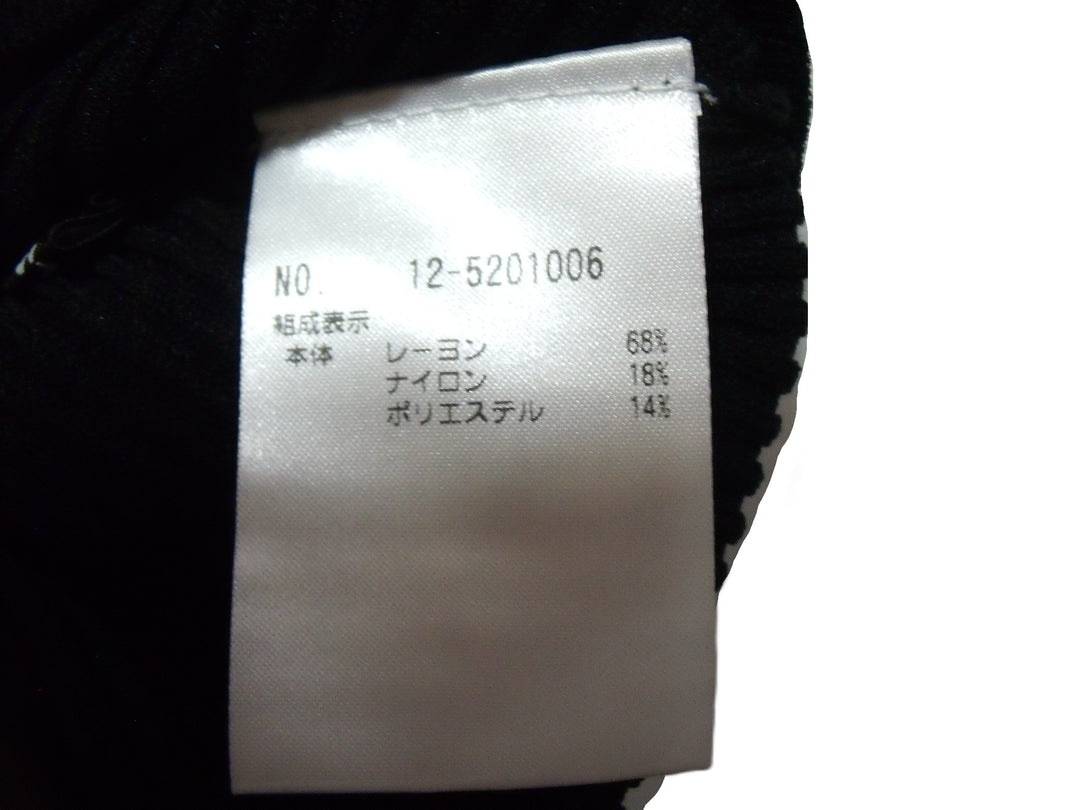 NO. 12-5201006
組成表示
本体 レーヨン 68%
ナイロン 18%
ポリエステル 14%